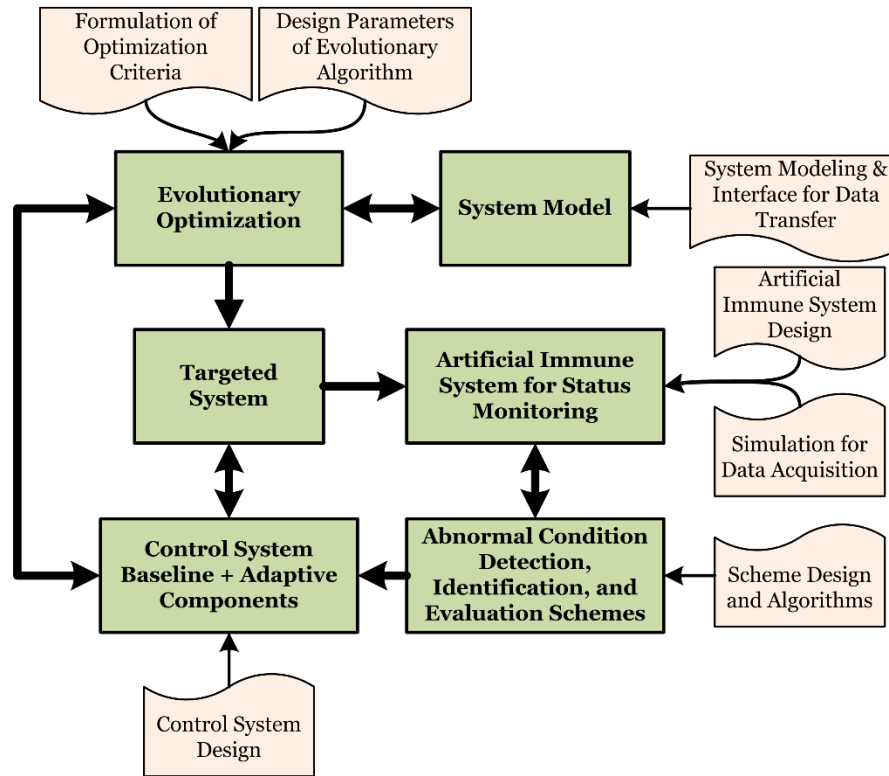 Formulation of
Optimization
Criteria
Design Parameters
of Evolutionary
Algorithm
Evolutionary
Optimization
System Model
System Modeling &
Interface for Data
Transfer
Artificial
Immune System
Design
Targeted
System
Artificial Immune
System for Status
Monitoring
Simulation for
Data Acquisition
Control System
Baseline + Adaptive
Components
Abnormal Condition
Detection,
Identification, and
Evaluation Schemes
Scheme Design
and Algorithms
Control System
Design